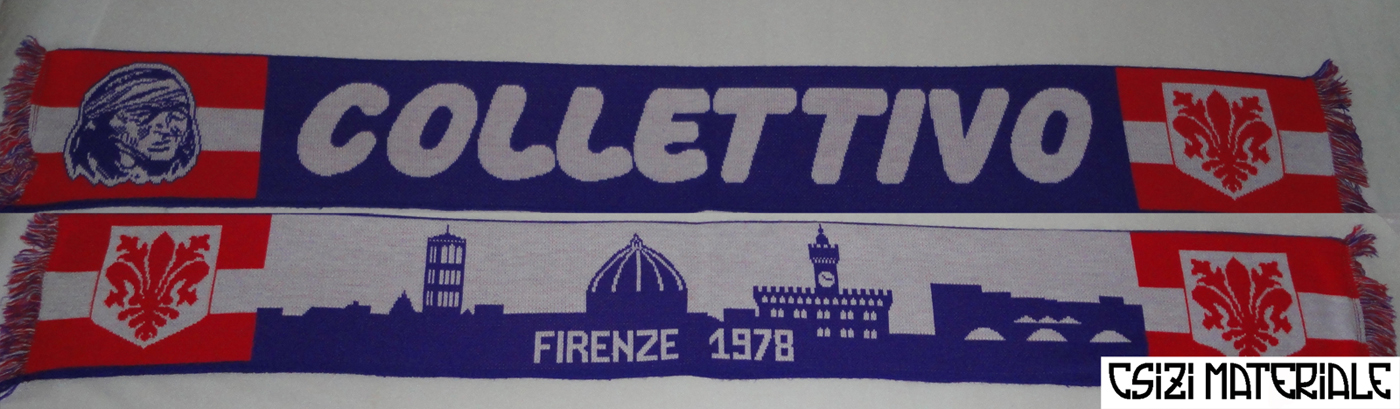 COLLETTIVO
FIRENZE 1978
CSIZI MATERIALE